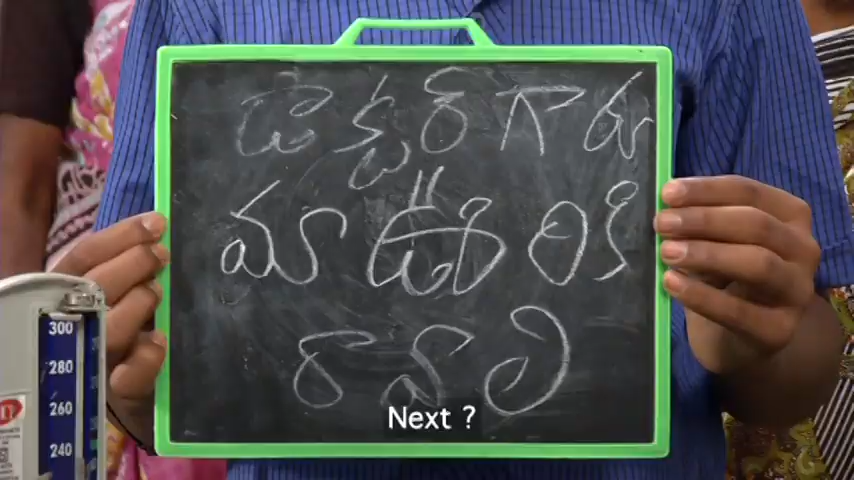 డాక్టర్ గారు
మా ఊరికి
రావాలి
Next ?
300
280
260
240